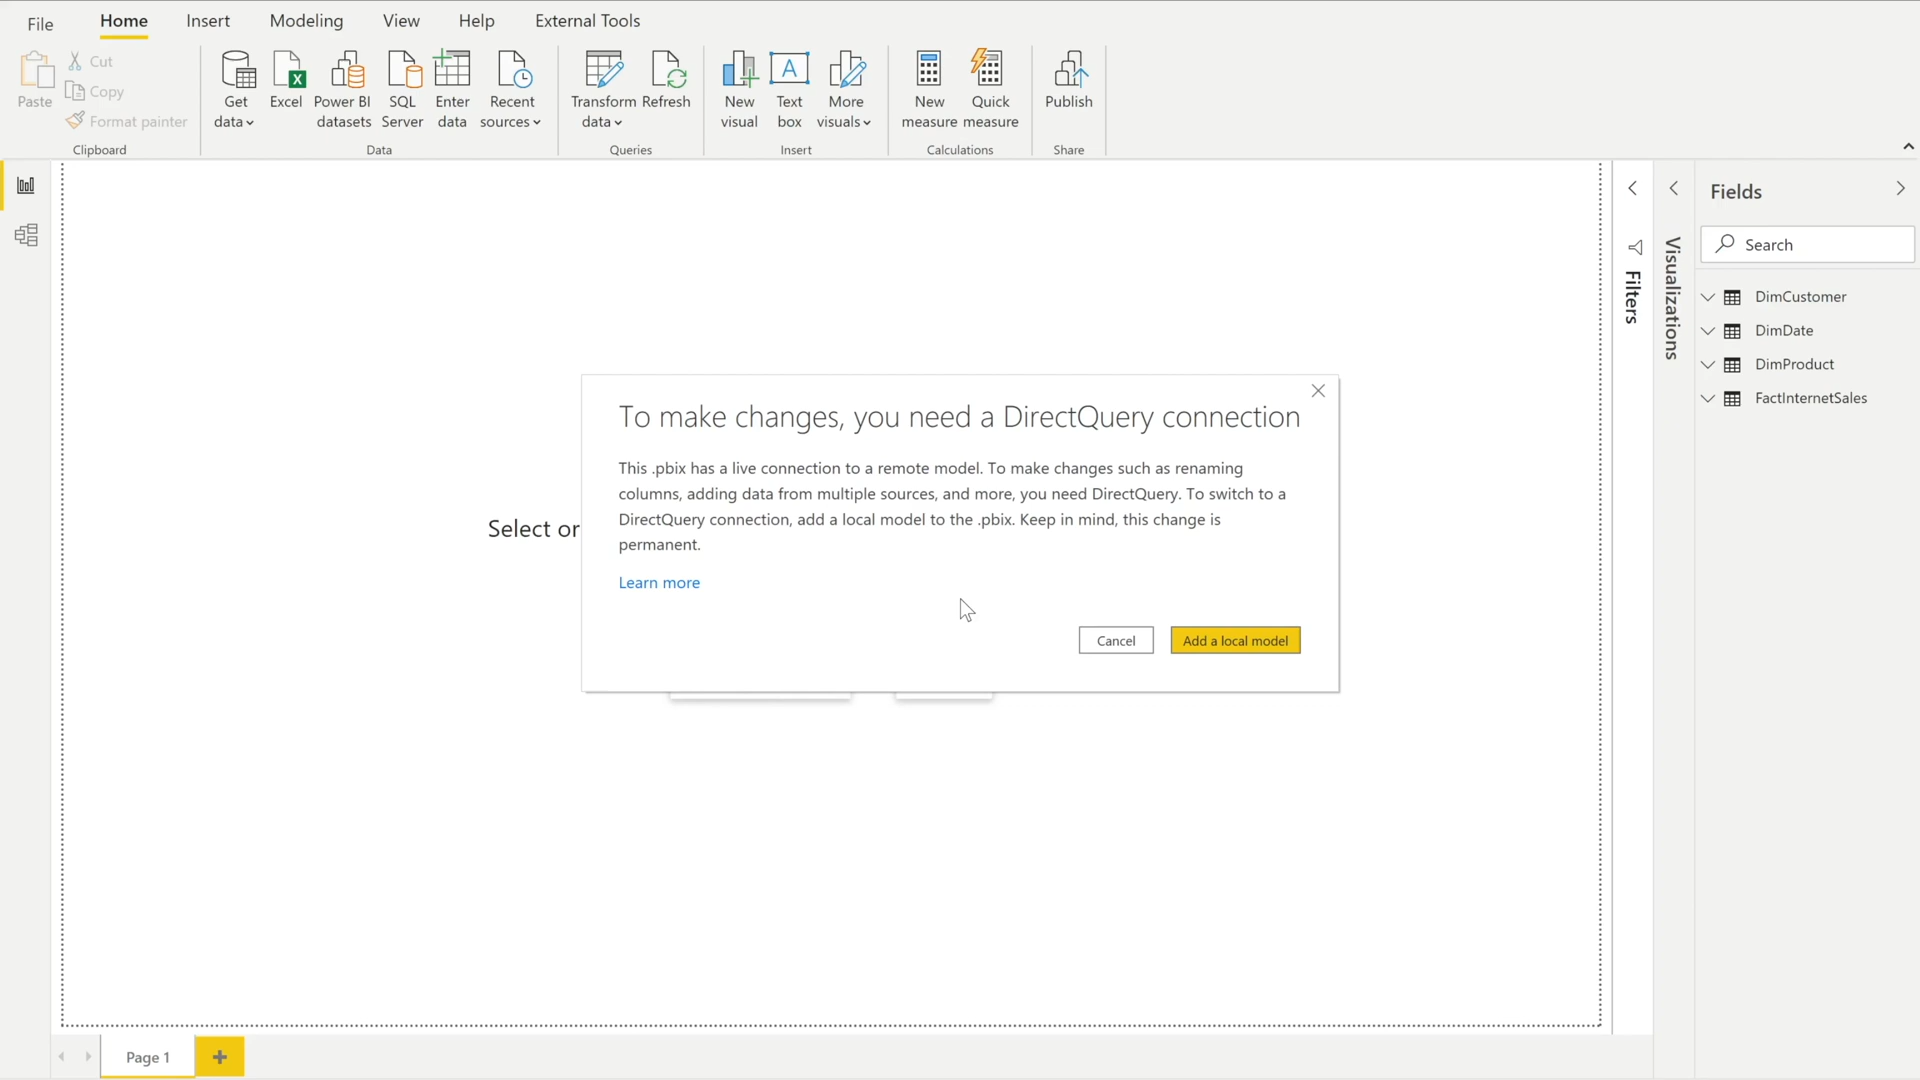 File
Home
Insert
Modeling
View
Help
External Tools
Paste
Cut
Copy
Format painter
Clipboard
Get
data
Excel
Power BI
datasets
SQL
Server
Enter
data
Recent
sources
Data
Transform
data
Refresh
Queries
New
visual
A
Text
box
More
visuals
Insert
New
measure
Quick
measure
Calculations
Publish
Share
Filters
Visualizations
Fields
Search
DimCustomer
DimDate
DimProduct
FactInternetSales
Select or
To make changes, you need a DirectQuery connection
This .pbix has a live connection to a remote model. To make changes such as renaming
columns, adding data from multiple sources, and more, you need DirectQuery. To switch to a
DirectQuery connection, add a local model to the .pbix. Keep in mind, this change is
permanent.
Learn more
Cancel
Add a local model
Page 1